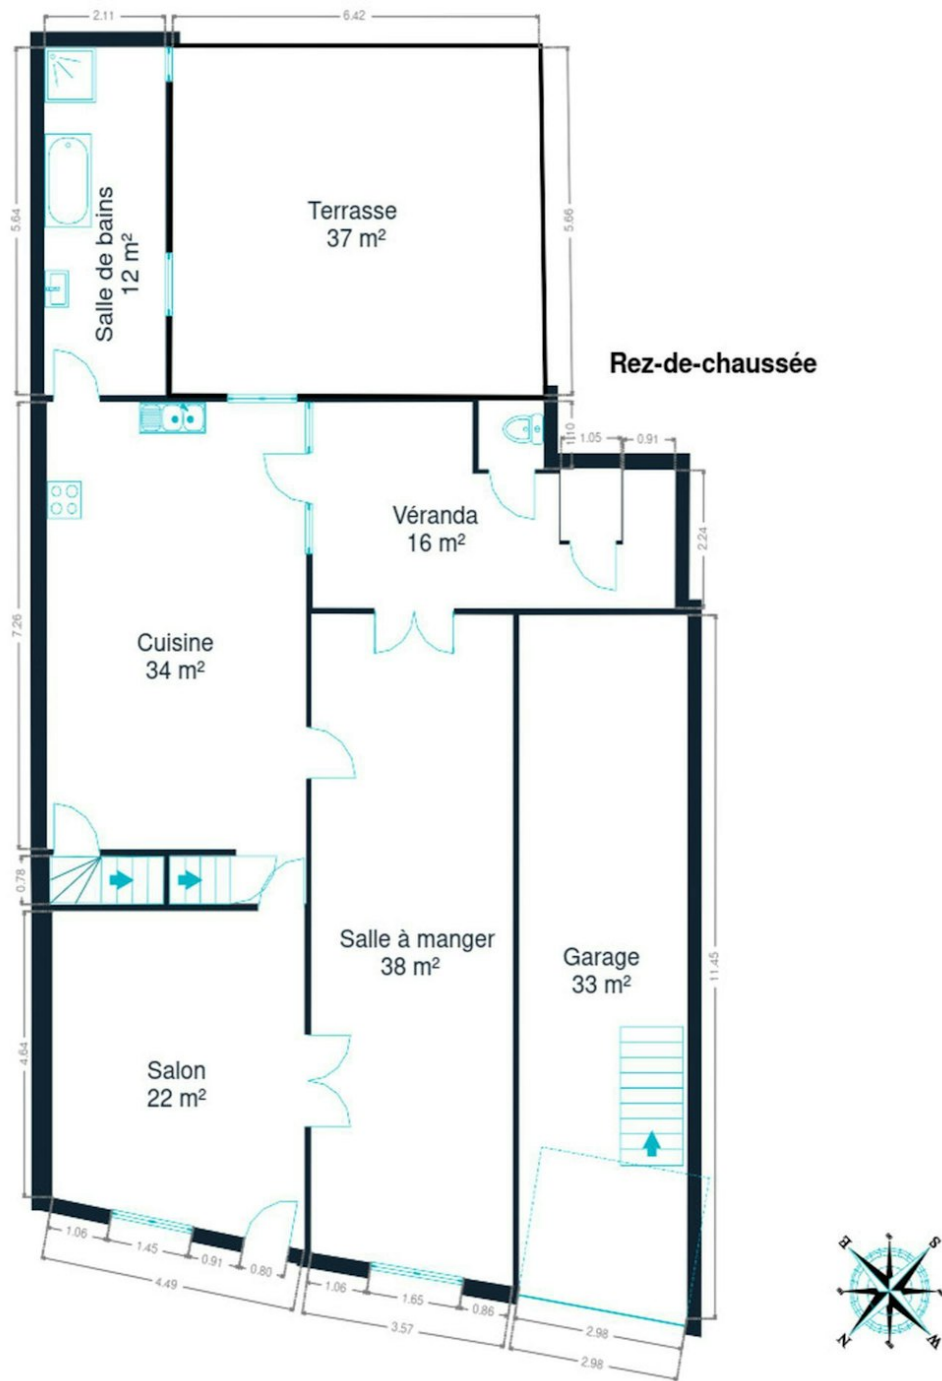 2.11
6.42
5.64
Terrasse
37 m²
5.66
Salle de bains
12 m²
Rez-de-chaussée
1.10
1.05
0.91
Véranda
16 m²
2.24
7.26
Cuisine
34 m²
0.78
Salle à manger
38 m²
Garage
33 m²
11.45
4.64
Salon
22 m²
1.06
1.45
0.91
0.80
4.49
1.06
1.65
0.86
3.57
2.98
2.98
E
S
N
W